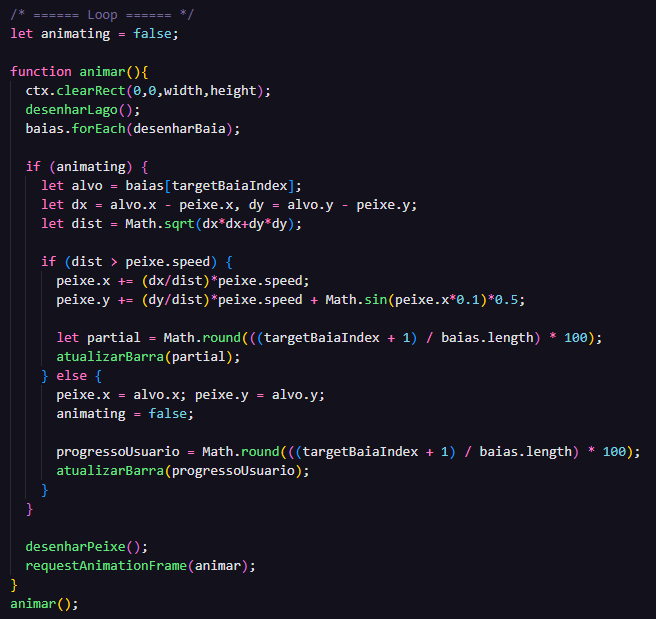 /* ====== Loop ====== */
let animating = false;

function animar(){
  ctx.clearRect(0,0,width,height);
  desenharLago();
  baias.forEach(desenharBaia);

  if (animating) {
    let alvo = baias[targetBaiaIndex];
    let dx = alvo.x - peixe.x, dy = alvo.y - peixe.y;
    let dist = Math.sqrt(dx*dx+dy*dy);

    if (dist > peixe.speed) {
      peixe.x += (dx/dist)*peixe.speed;
      peixe.y += (dy/dist)*peixe.speed + Math.sin(peixe.x*0.1)*0.5;

      let partial = Math.round(((targetBaiaIndex + 1) / baias.length) * 100);
      atualizarBarra(partial);
    } else {
      peixe.x = alvo.x; peixe.y = alvo.y;
      animating = false;

      progressoUsuario = Math.round(((targetBaiaIndex + 1) / baias.length) * 100);
      atualizarBarra(progressoUsuario);
    }
  }

  desenharPeixe();
  requestAnimationFrame(animar);
}
animar();